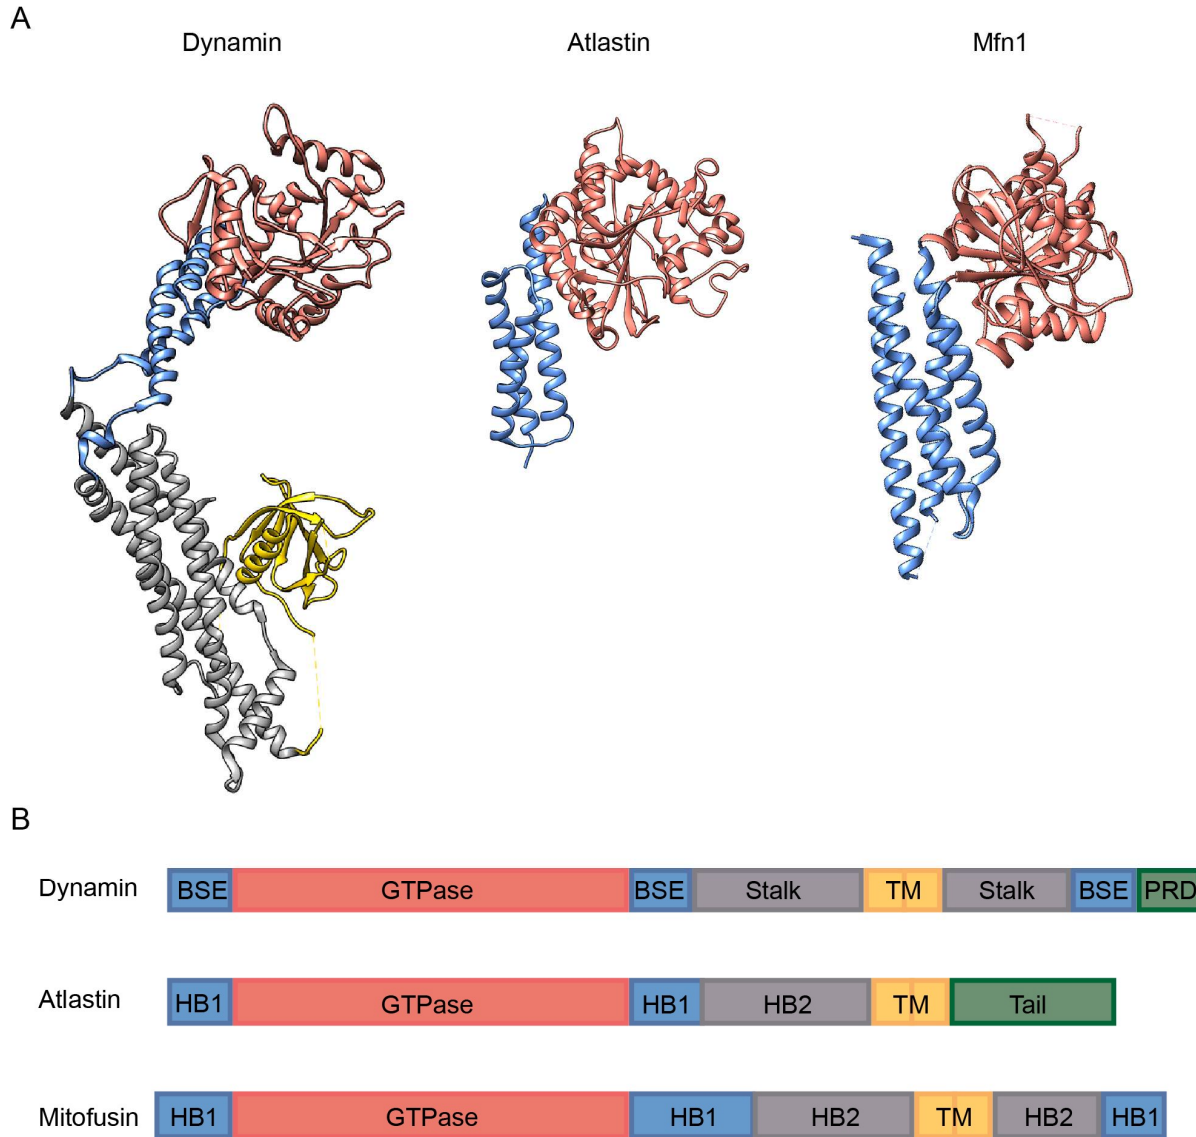 A
Dynamin Atlastin Mfn1
B
Dynamin BSE GTPase BSE Stalk TM Stalk BSE PRD
Atlastin HB1 GTPase HB1 HB2 TM Tail
Mitofusin HB1 GTPase HB1 HB2 TM HB2 HB1